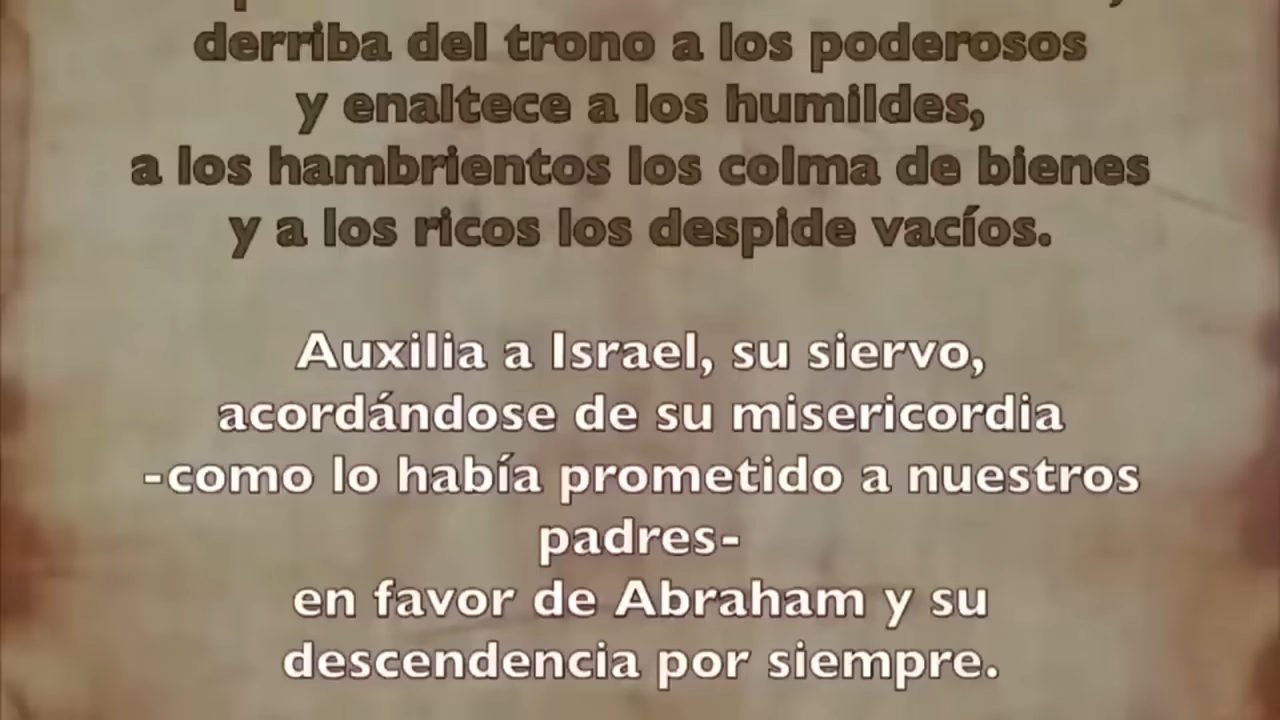 derriba del trono a los poderosos
y enaltece a los humildes,
a los hambrientos los colma de bienes
y a los ricos los despide vacíos.
Auxilia a Israel, su siervo,
acordándose de su misericordia
-como lo había prometido a nuestros
padres-
en favor de Abraham y su
descendencia por siempre.